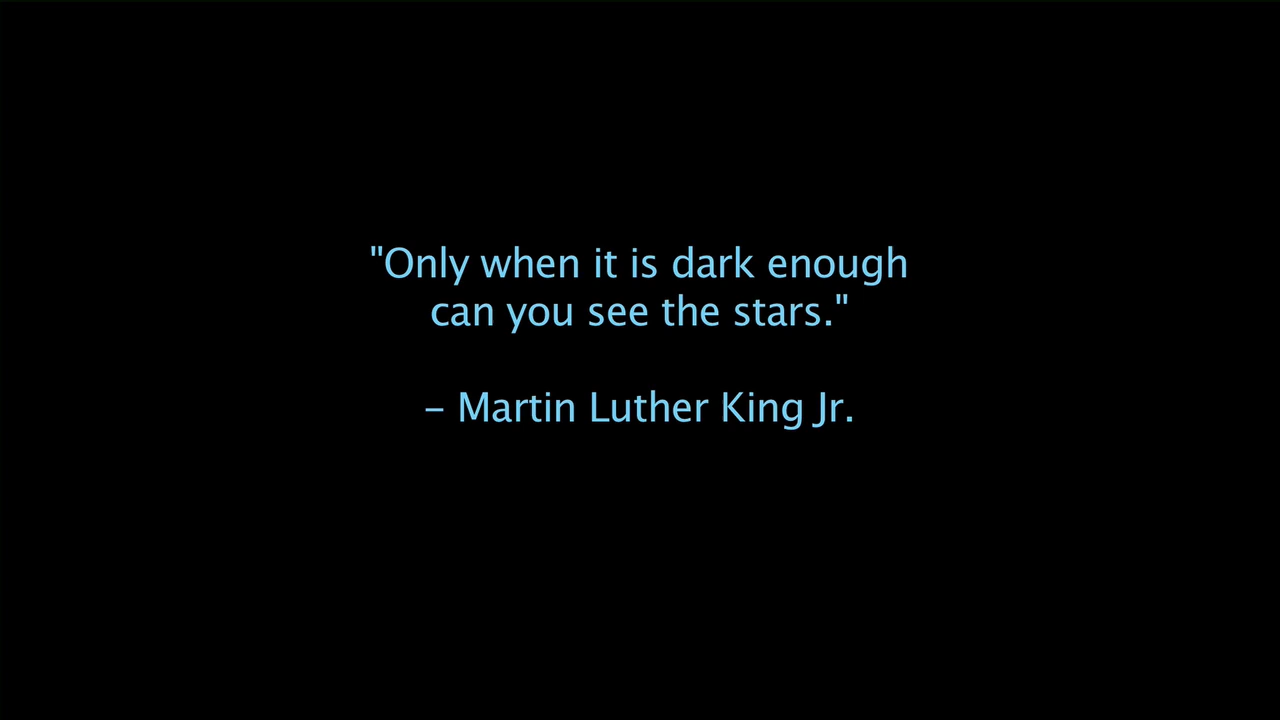 "Only when it is dark enough
can you see the stars."
– Martin Luther King Jr.